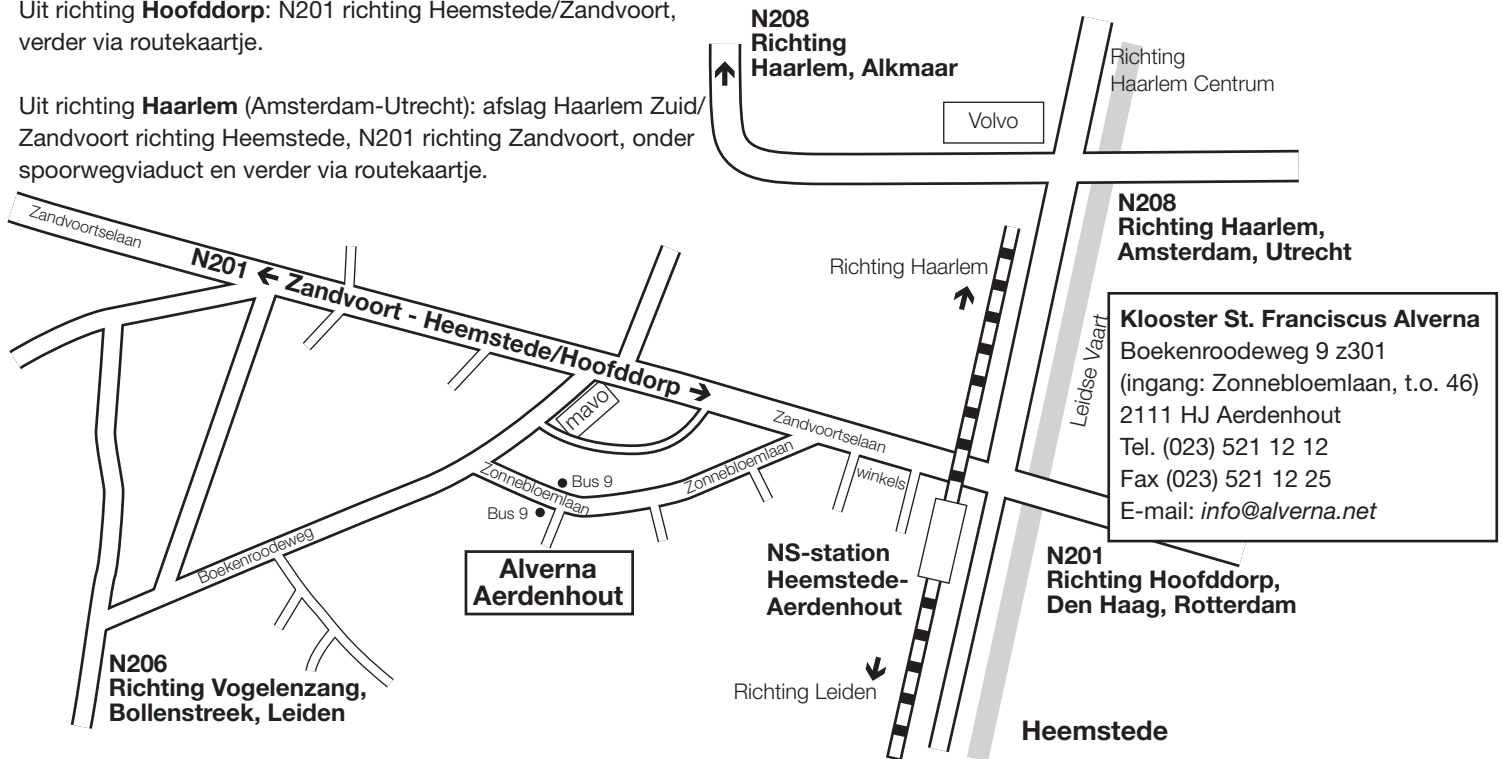 Uit richting Hoofddorp: N201 richting Heemstede/Zandvoort,
verder via routekaartje.
Uit richting Haarlem (Amsterdam-Utrecht): afslag Haarlem Zuid/
Zandvoort richting Heemstede, N201 richting Zandvoort, onder
spoorwegviaduct en verder via routekaartje.
N208
Richting
Haarlem, Alkmaar
Richting
Haarlem Centrum
Volvo
N208
Richting Haarlem,
Amsterdam, Utrecht
Zandvoortselaan
N201 ← Zandvoort - Heemstede/Hoofddorp →
Richting Haarlem
Leidse Vaart
Klooster St. Franciscus Alverna
Boekenroodeweg 9 z301
(ingang: Zonnebloemlaan, t.o. 46)
2111 HJ Aerdenhout
Tel. (023) 521 12 12
Fax (023) 521 12 25
E-mail: info@alverna.net
mavo
Zandvoortselaan
Zonnebloemlaan
Zonnebloemlaan
winkels
Bus 9
Bus 9
Boekenroodeweg
Alverna
Aerdenhout
NS-station
Heemstede-
Aerdenhout
N201
Richting Hoofddorp,
Den Haag, Rotterdam
N206
Richting Vogelenzang,
Bollenstreek, Leiden
Richting Leiden
Heemstede